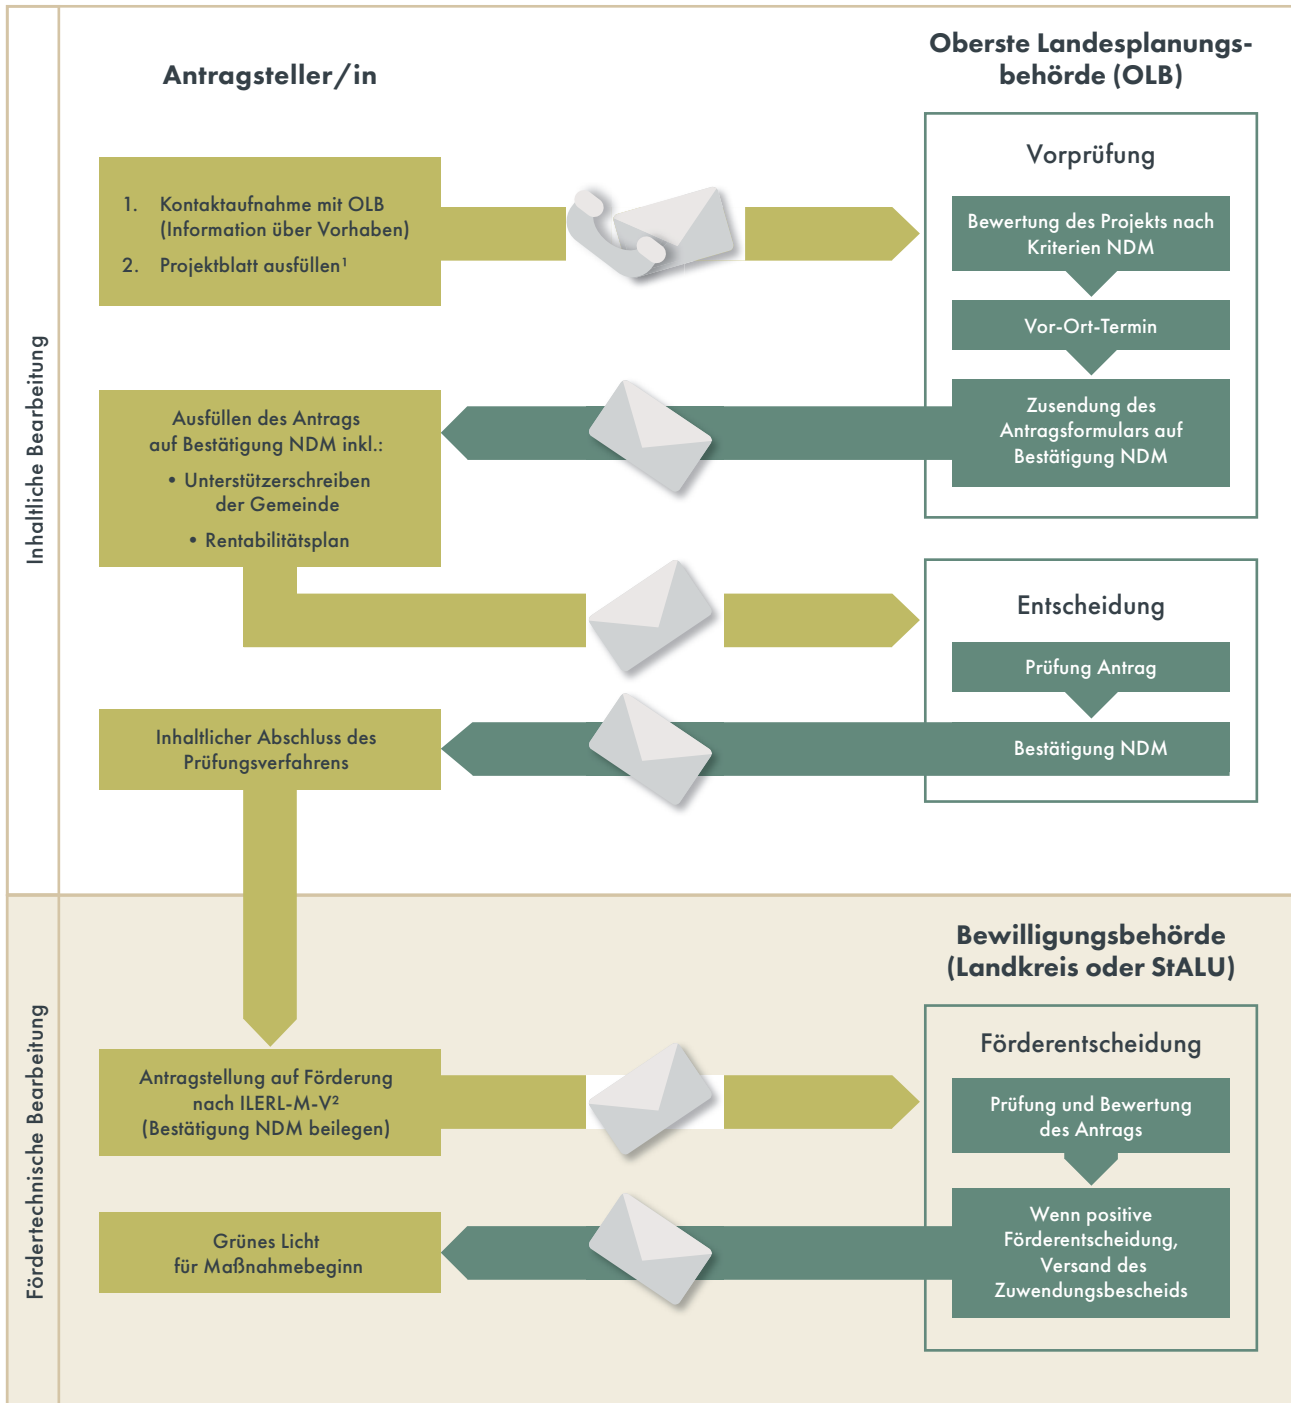 Antragsteller/in
Oberste Landesplanungs-
behörde (OLB)
Inhaltliche Bearbeitung
1. Kontaktaufnahme mit OLB
(Information über Vorhaben)
2. Projektblatt ausfüllen¹
Vorprüfung
Bewertung des Projekts nach
Kriterien NDM
Vor-Ort-Termin
Zusendung des
Antragsformulars auf
Bestätigung NDM
Ausfüllen des Antrags
auf Bestätigung NDM inkl.:
• Unterstützerschreiben
der Gemeinde
• Rentabilitätsplan
Entscheidung
Prüfung Antrag
Bestätigung NDM
Inhaltlicher Abschluss des
Prüfungsverfahrens
Fördertechnische Bearbeitung
Bewilligungsbehörde
(Landkreis oder StALU)
Antragstellung auf Förderung
nach ILERL-M-V²
(Bestätigung NDM beilegen)
Förderentscheidung
Prüfung und Bewertung
des Antrags
Wenn positive
Förderentscheidung,
Versand des
Zuwendungsbescheids
Grünes Licht
für Maßnahmebeginn